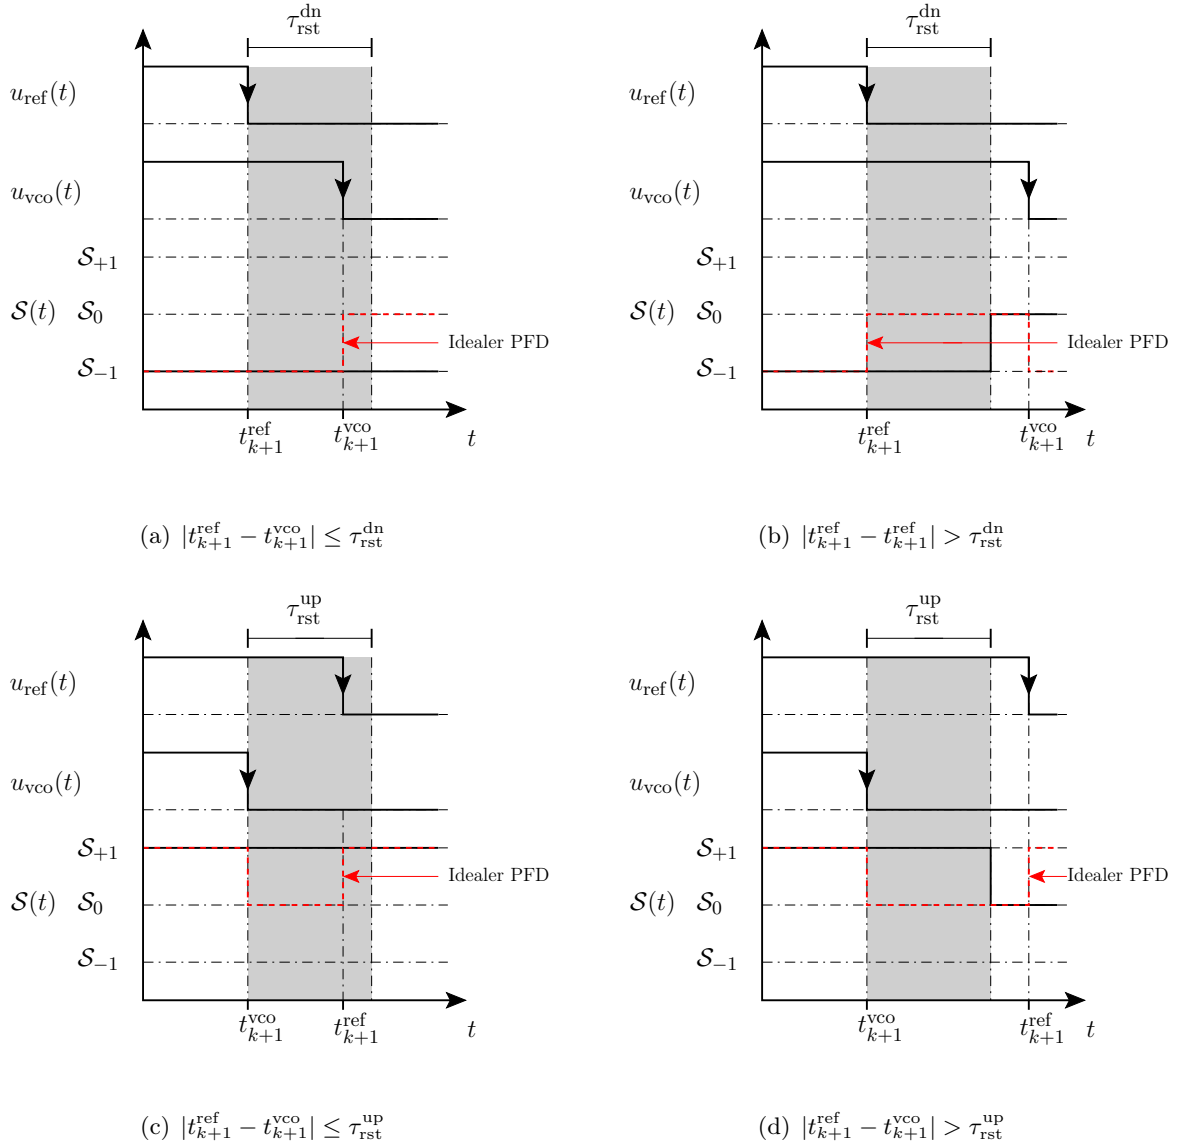 τ_rst^dn
u_ref(t)
u_vco(t)
𝒮_+1
𝒮(t) 𝒮_0
Idealer PFD
𝒮_−1
t_k+1^ref t_k+1^vco t
(a) |t_k+1^ref − t_k+1^vco| ≤ τ_rst^dn
τ_rst^dn
u_ref(t)
u_vco(t)
𝒮_+1
𝒮(t) 𝒮_0
Idealer PFD
𝒮_−1
t_k+1^ref t_k+1^vco t
(b) |t_k+1^ref − t_k+1^ref| > τ_rst^dn
τ_rst^up
u_ref(t)
u_vco(t)
𝒮_+1
Idealer PFD
𝒮(t) 𝒮_0
𝒮_−1
t_k+1^vco t_k+1^ref t
(c) |t_k+1^ref − t_k+1^vco| ≤ τ_rst^up
τ_rst^up
u_ref(t)
u_vco(t)
𝒮_+1
Idealer PFD
𝒮(t) 𝒮_0
𝒮_−1
t_k+1^vco t_k+1^ref t
(d) |t_k+1^ref − t_k+1^vco| > τ_rst^up